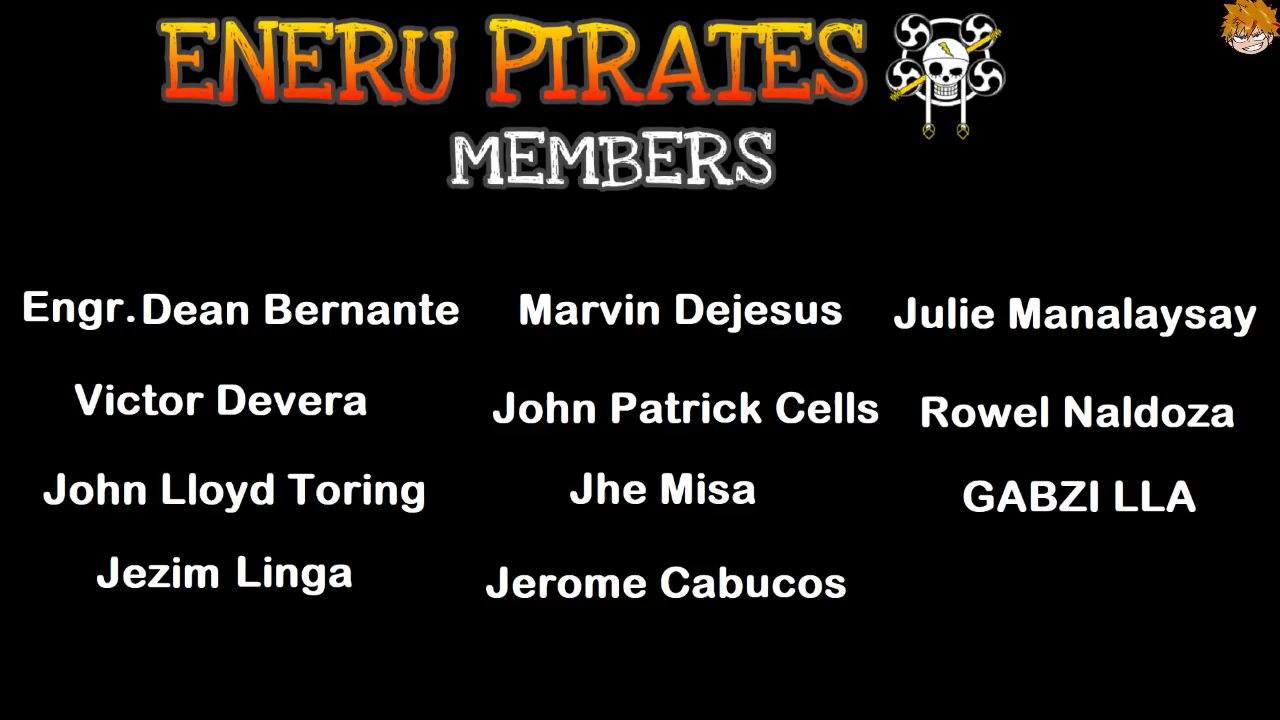 ENERU PIRATES
MEMBERS
Engr. Dean Bernante
Marvin Dejesus
Julie Manalaysay
Victor Devera
John Patrick Cells
Rowel Naldoza
John Lloyd Toring
Jhe Misa
GABZI LLA
Jezim Linga
Jerome Cabucos